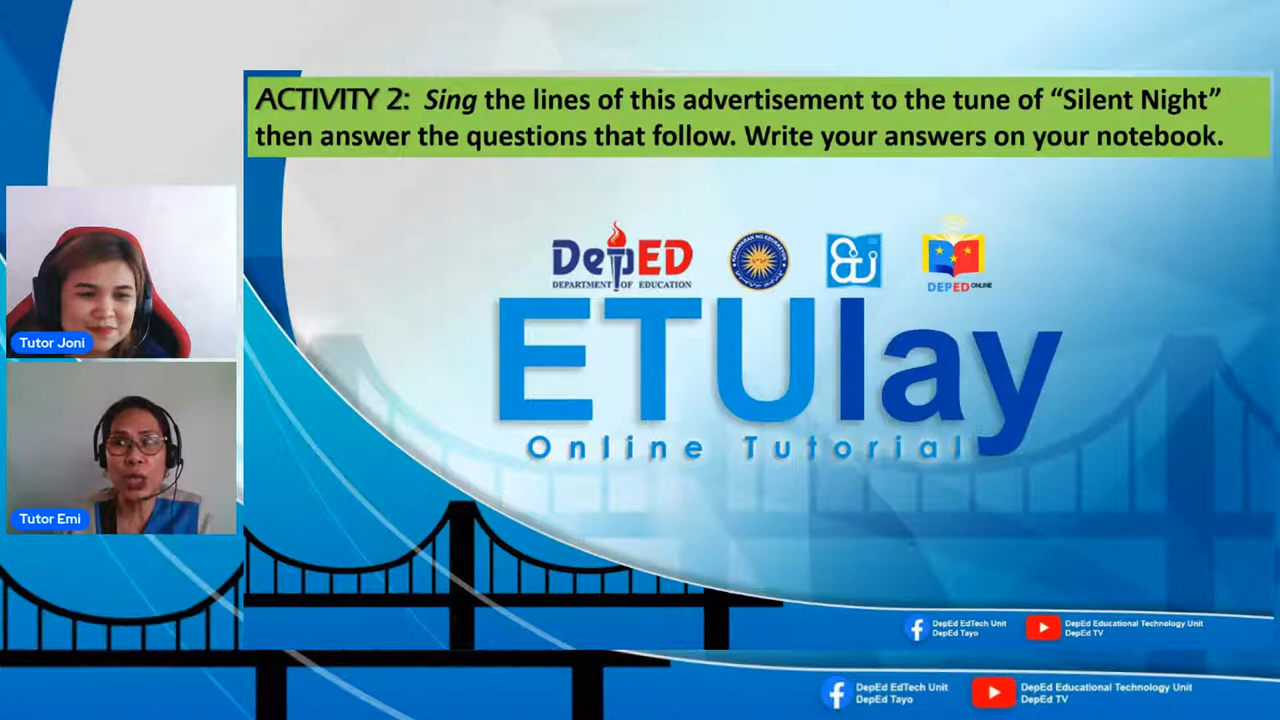 ACTIVITY 2: Sing the lines of this advertisement to the tune of “Silent Night”
then answer the questions that follow. Write your answers on your notebook.
DepED
DEPARTMENT OF EDUCATION
DEPED ONLINE
ETUlay
Online Tutorial
Tutor Joni
Tutor Emi
DepEd EdTech Unit
DepEd Tayo
DepEd Educational Technology Unit
DepEd TV
DepEd EdTech Unit
DepEd Tayo
DepEd Educational Technology Unit
DepEd TV